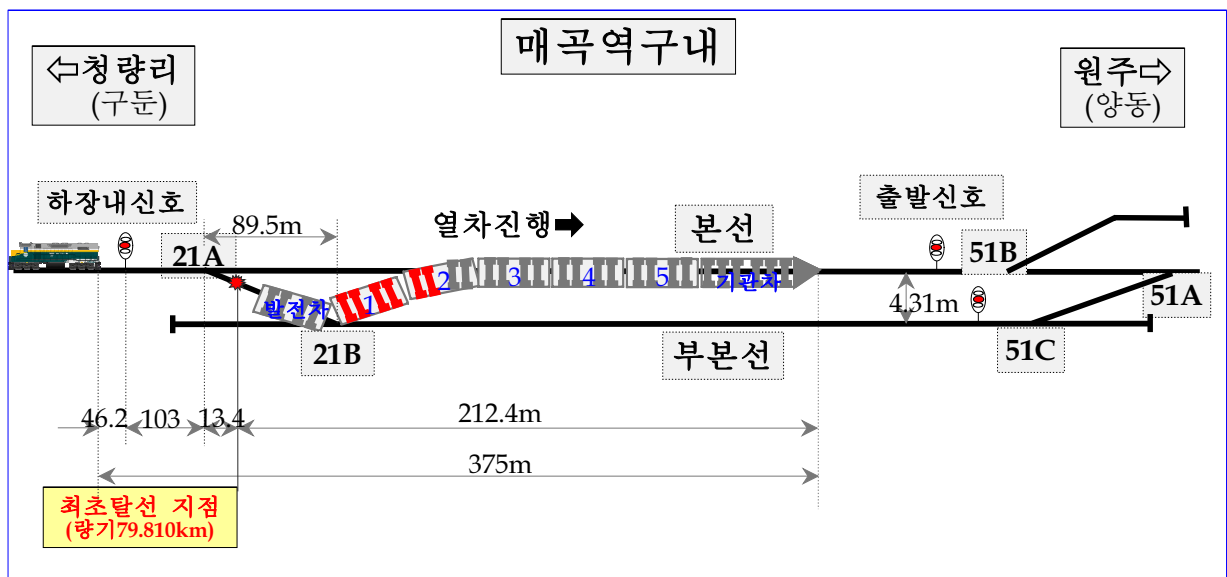 매곡역구내
⇦청량리
(구둔)
원주⇨
(양동)
하장내신호
출발신호
89.5m
열차진행➡
본선
21A
51B
1
2
3
4
5
기관차
발전차
4.31m
51A
21B
부본선
51C
46.2
103
13.4
212.4m
375m
최초탈선 지점
(량기79.810km)